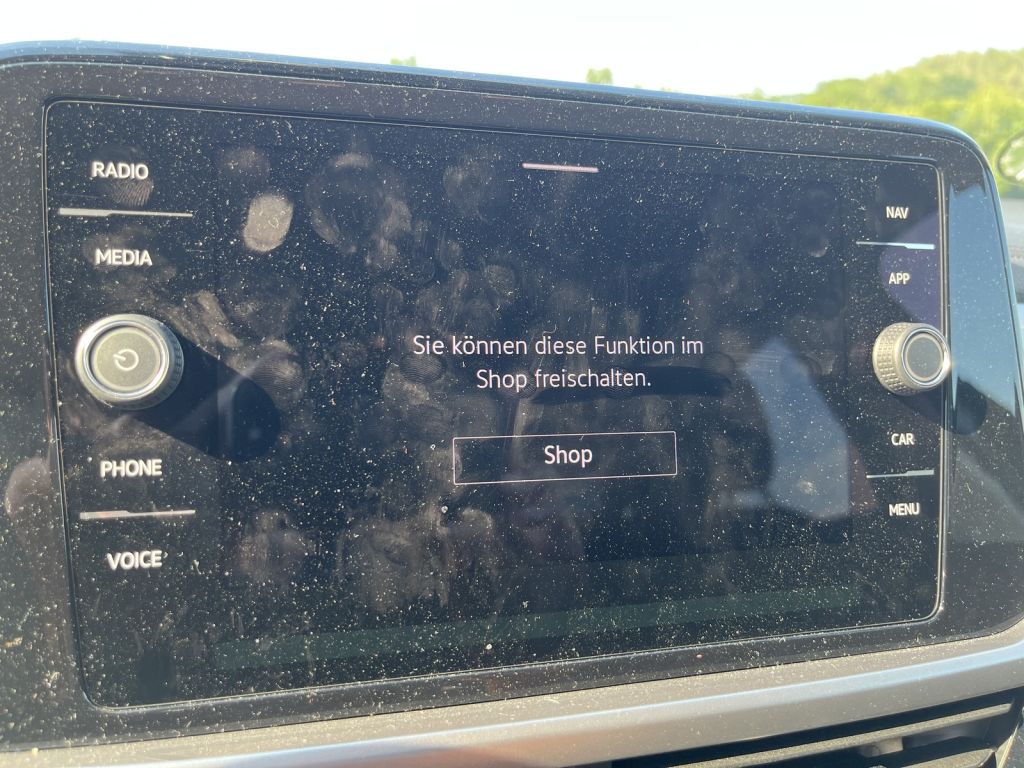 RADIO
MEDIA
PHONE
VOICE
Sie können diese Funktion im
Shop freischalten.
Shop
NAV
APP
CAR
MENU